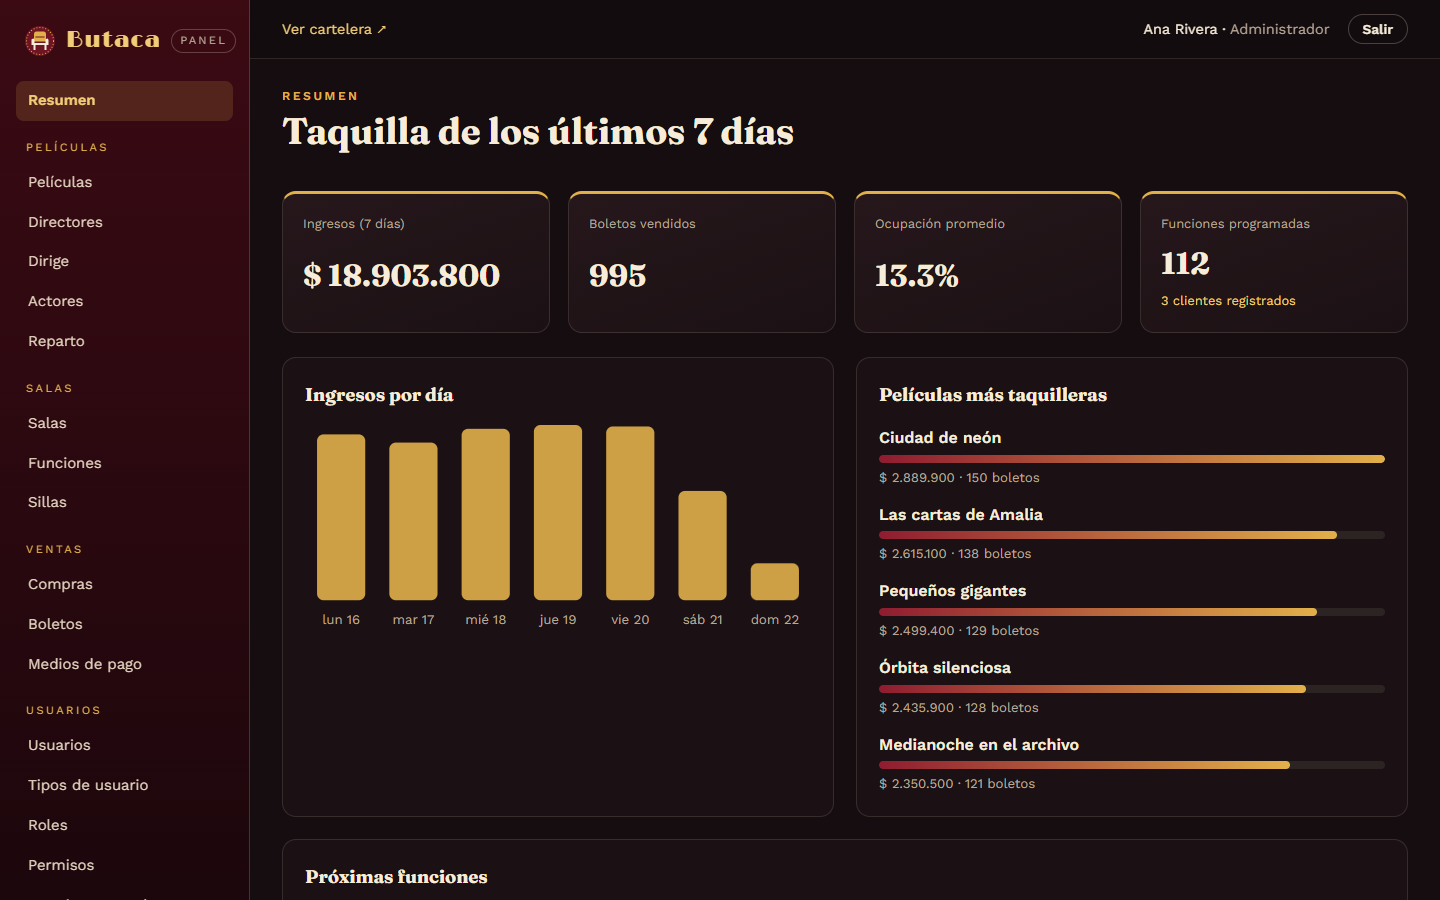 Butaca PANEL
Resumen
PELÍCULAS
Películas
Directores
Dirige
Actores
Reparto
SALAS
Salas
Funciones
Sillas
VENTAS
Compras
Boletos
Medios de pago
USUARIOS
Usuarios
Tipos de usuario
Roles
Permisos
Ver cartelera ↗
Ana Rivera · Administrador
Salir
RESUMEN
Taquilla de los últimos 7 días
Ingresos (7 días)
$ 18.903.800
Boletos vendidos
995
Ocupación promedio
13.3%
Funciones programadas
112
3 clientes registrados
Ingresos por día
lun 16 mar 17 mié 18 jue 19 vie 20 sáb 21 dom 22
Películas más taquilleras
Ciudad de neón
$ 2.889.900 · 150 boletos
Las cartas de Amalia
$ 2.615.100 · 138 boletos
Pequeños gigantes
$ 2.499.400 · 129 boletos
Órbita silenciosa
$ 2.435.900 · 128 boletos
Medianoche en el archivo
$ 2.350.500 · 121 boletos
Próximas funciones